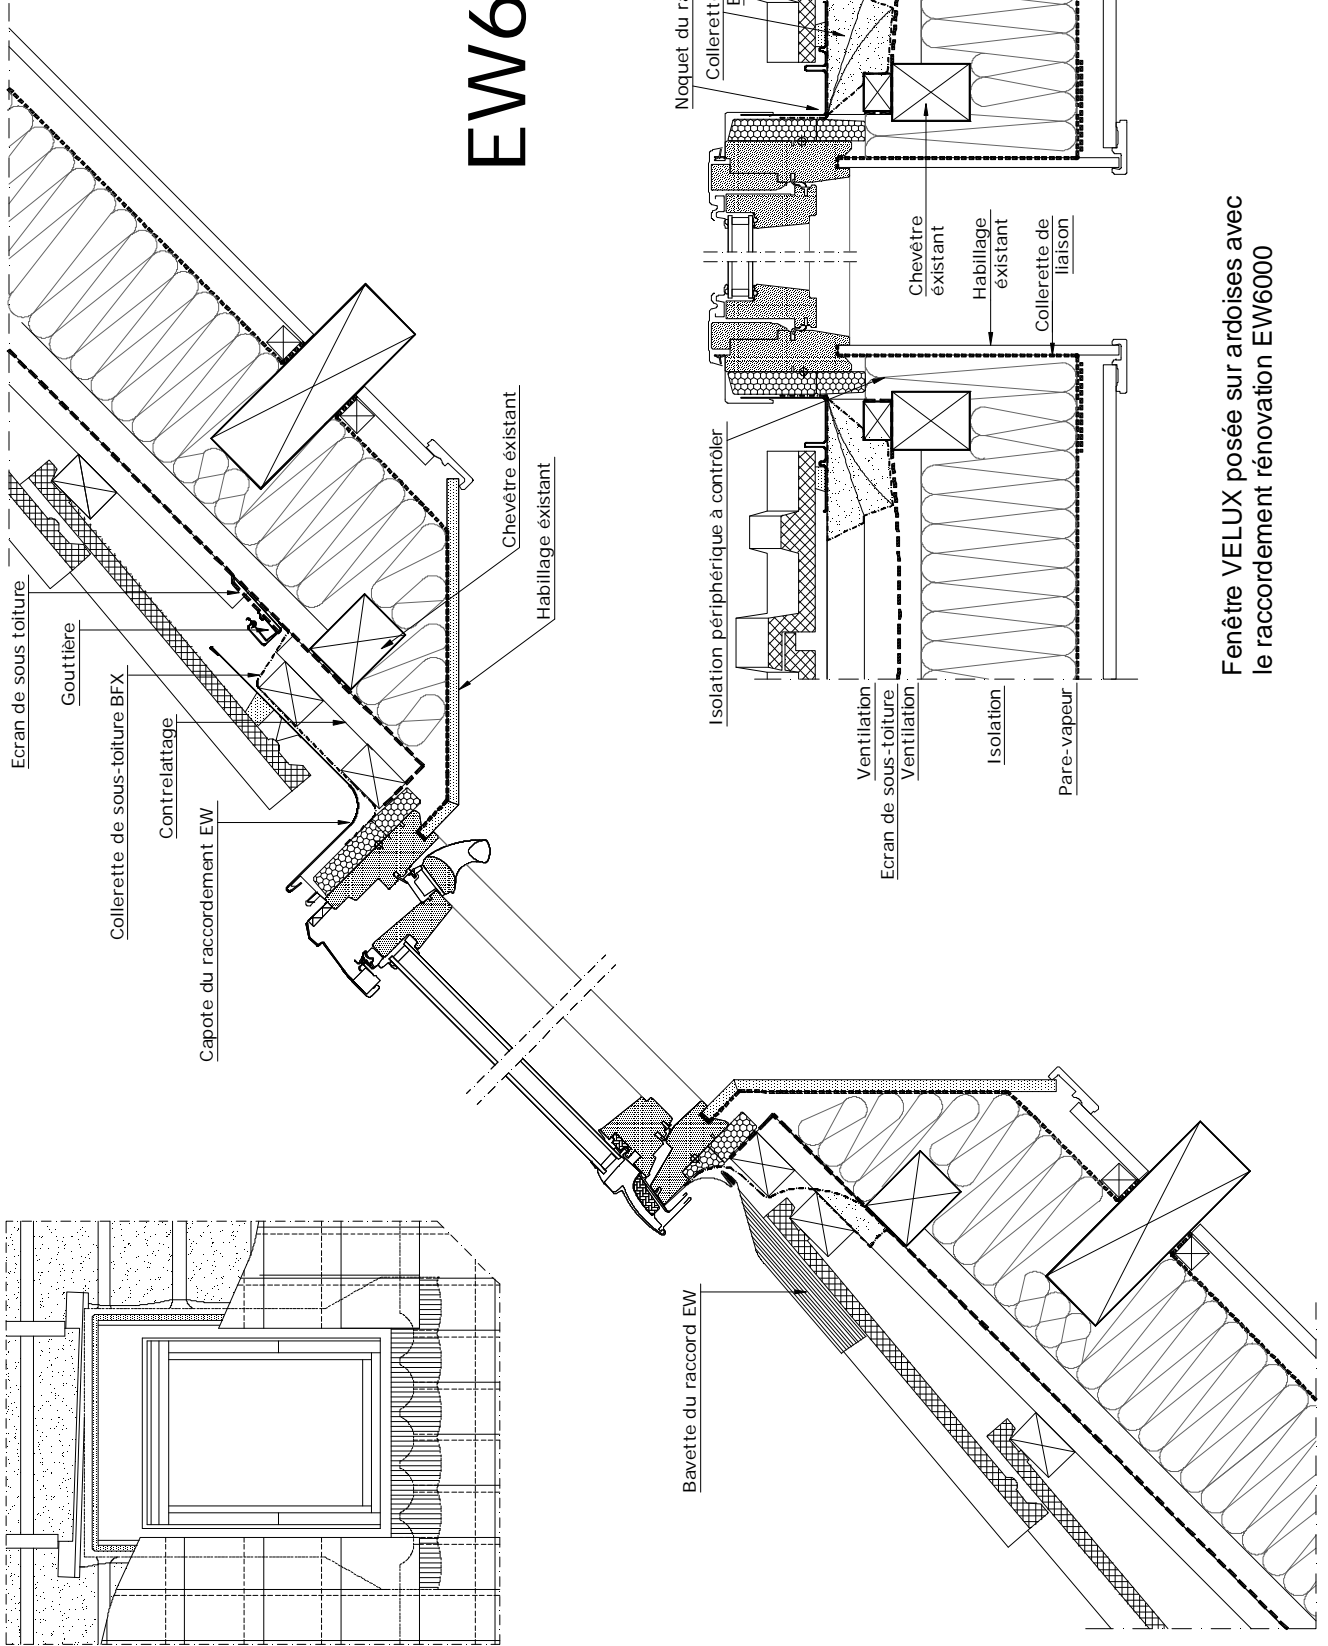 Ecran de sous toiture
Gouttière
Collerette de sous-toiture BFX
Contrelattage
Capote du raccordement EW
EW6
Chevêtre éxistant
Habillage éxistant
Bavette du raccord EW
Noquet du
Collerett
Isolation périphérique à contrôler
Ventilation
Ecran de sous-toiture
Ventilation
Isolation
Pare-vapeur
Chevêtre
éxistant
Habillage
éxistant
Collerette de
liaison
Fenêtre VELUX posée sur ardoises avec
le raccordement rénovation EW6000